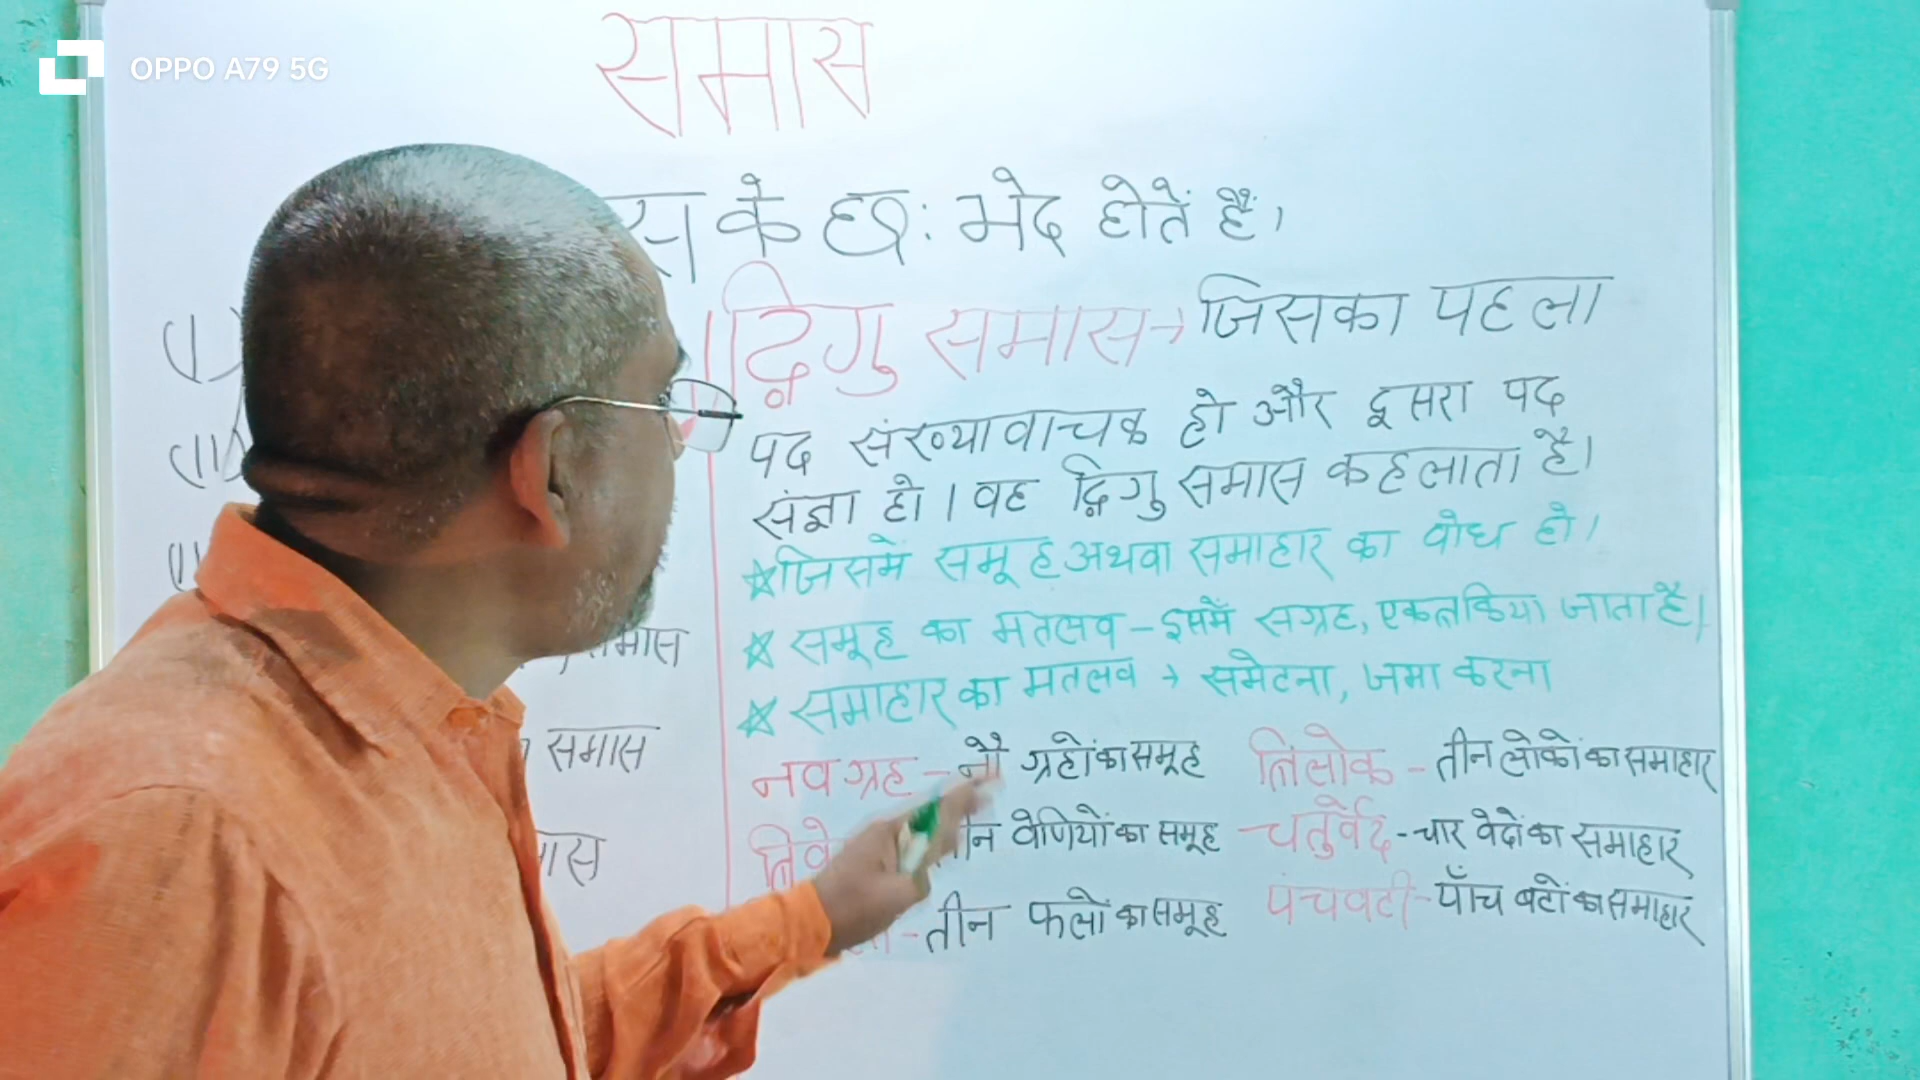 OPPO A79 5G
समास
के छः भेद होतें हैं।
द्विगु समास → जिसका पहला
पद संख्यावाचक हो और दूसरा पद
संज्ञा हो । वह द्विगु समास कहलाता है।
☆ जिसमें समूह अथवा समाहार का बोध हो।
☆ समूह का मतलब - इसमें सग्रह, एकत्र किया जाता है।
☆ समाहार का मतलब → समेटना, जमा करना
नवग्रह - नौ ग्रहों का समूह
तीन वेणियों का समूह
तीन फलों का समूह
त्रिलोक - तीन लोकों का समाहार
चतुर्वेद - चार वेदों का समाहार
पंचवटी - पाँच वटों का समाहार
(I)
(II)
समास
समास